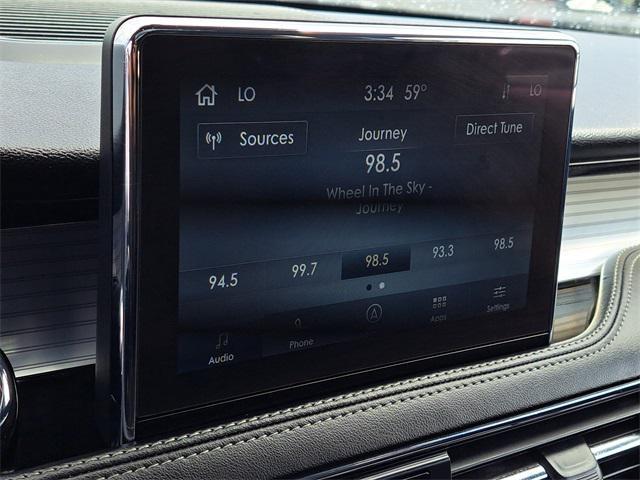 LO 3:34 59° LO
Sources Journey Direct Tune
98.5
Wheel In The Sky -
Journey
94.5 99.7 98.5 93.3 98.5
Audio Phone Apps Settings